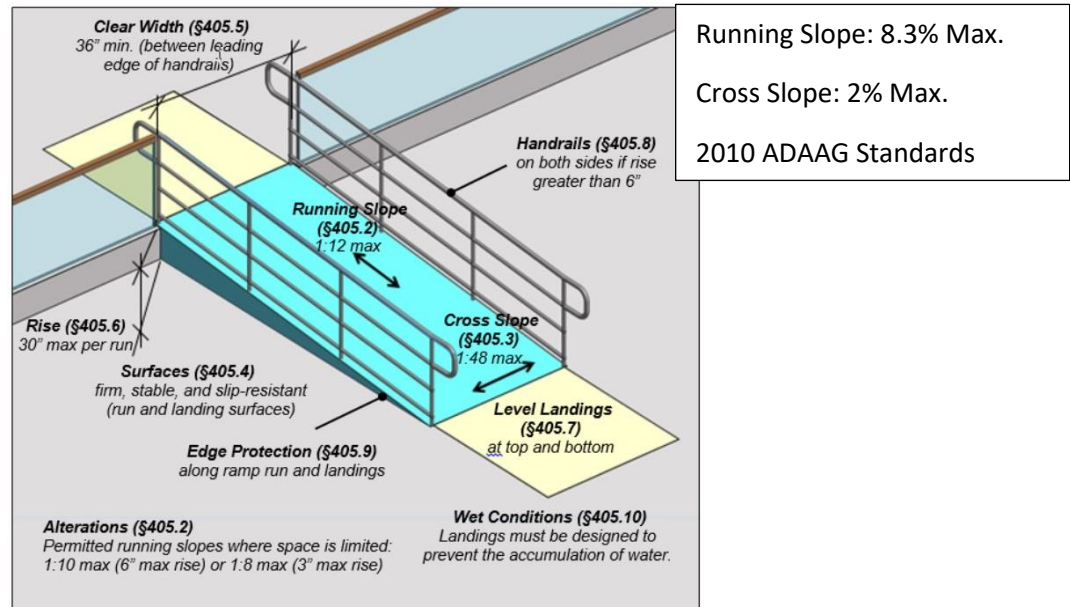 Clear Width (§405.5)
36” min. (between leading
edge of handrails)
Running Slope: 8.3% Max.
Cross Slope: 2% Max.
2010 ADAAG Standards
Handrails (§405.8)
on both sides if rise
greater than 6”
Running Slope
(§405.2)
1:12 max
Cross Slope
(§405.3)
1:48 max
Rise (§405.6)
30” max per run
Surfaces (§405.4)
firm, stable, and slip-resistant
(run and landing surfaces)
Level Landings
(§405.7)
at top and bottom
Edge Protection (§405.9)
along ramp run and landings
Alterations (§405.2)
Permitted running slopes where space is limited:
1:10 max (6” max rise) or 1:8 max (3” max rise)
Wet Conditions (§405.10)
Landings must be designed to
prevent the accumulation of water.